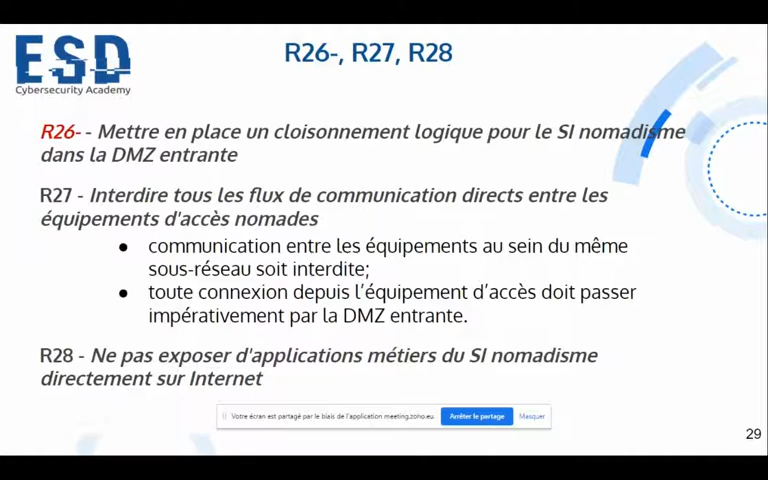 ESD
Cybersecurity Academy
R26-, R27, R28
R26- - Mettre en place un cloisonnement logique pour le SI nomadisme
dans la DMZ entrante
R27 - Interdire tous les flux de communication directs entre les
équipements d'accès nomades
● communication entre les équipements au sein du même
sous-réseau soit interdite;
● toute connexion depuis l'équipement d'accès doit passer
impérativement par la DMZ entrante.
R28 - Ne pas exposer d'applications métiers du SI nomadisme
directement sur Internet
Votre écran est partagé par le biais de l'application meeting.zoho.eu. Arrêter le partage Masquer
29